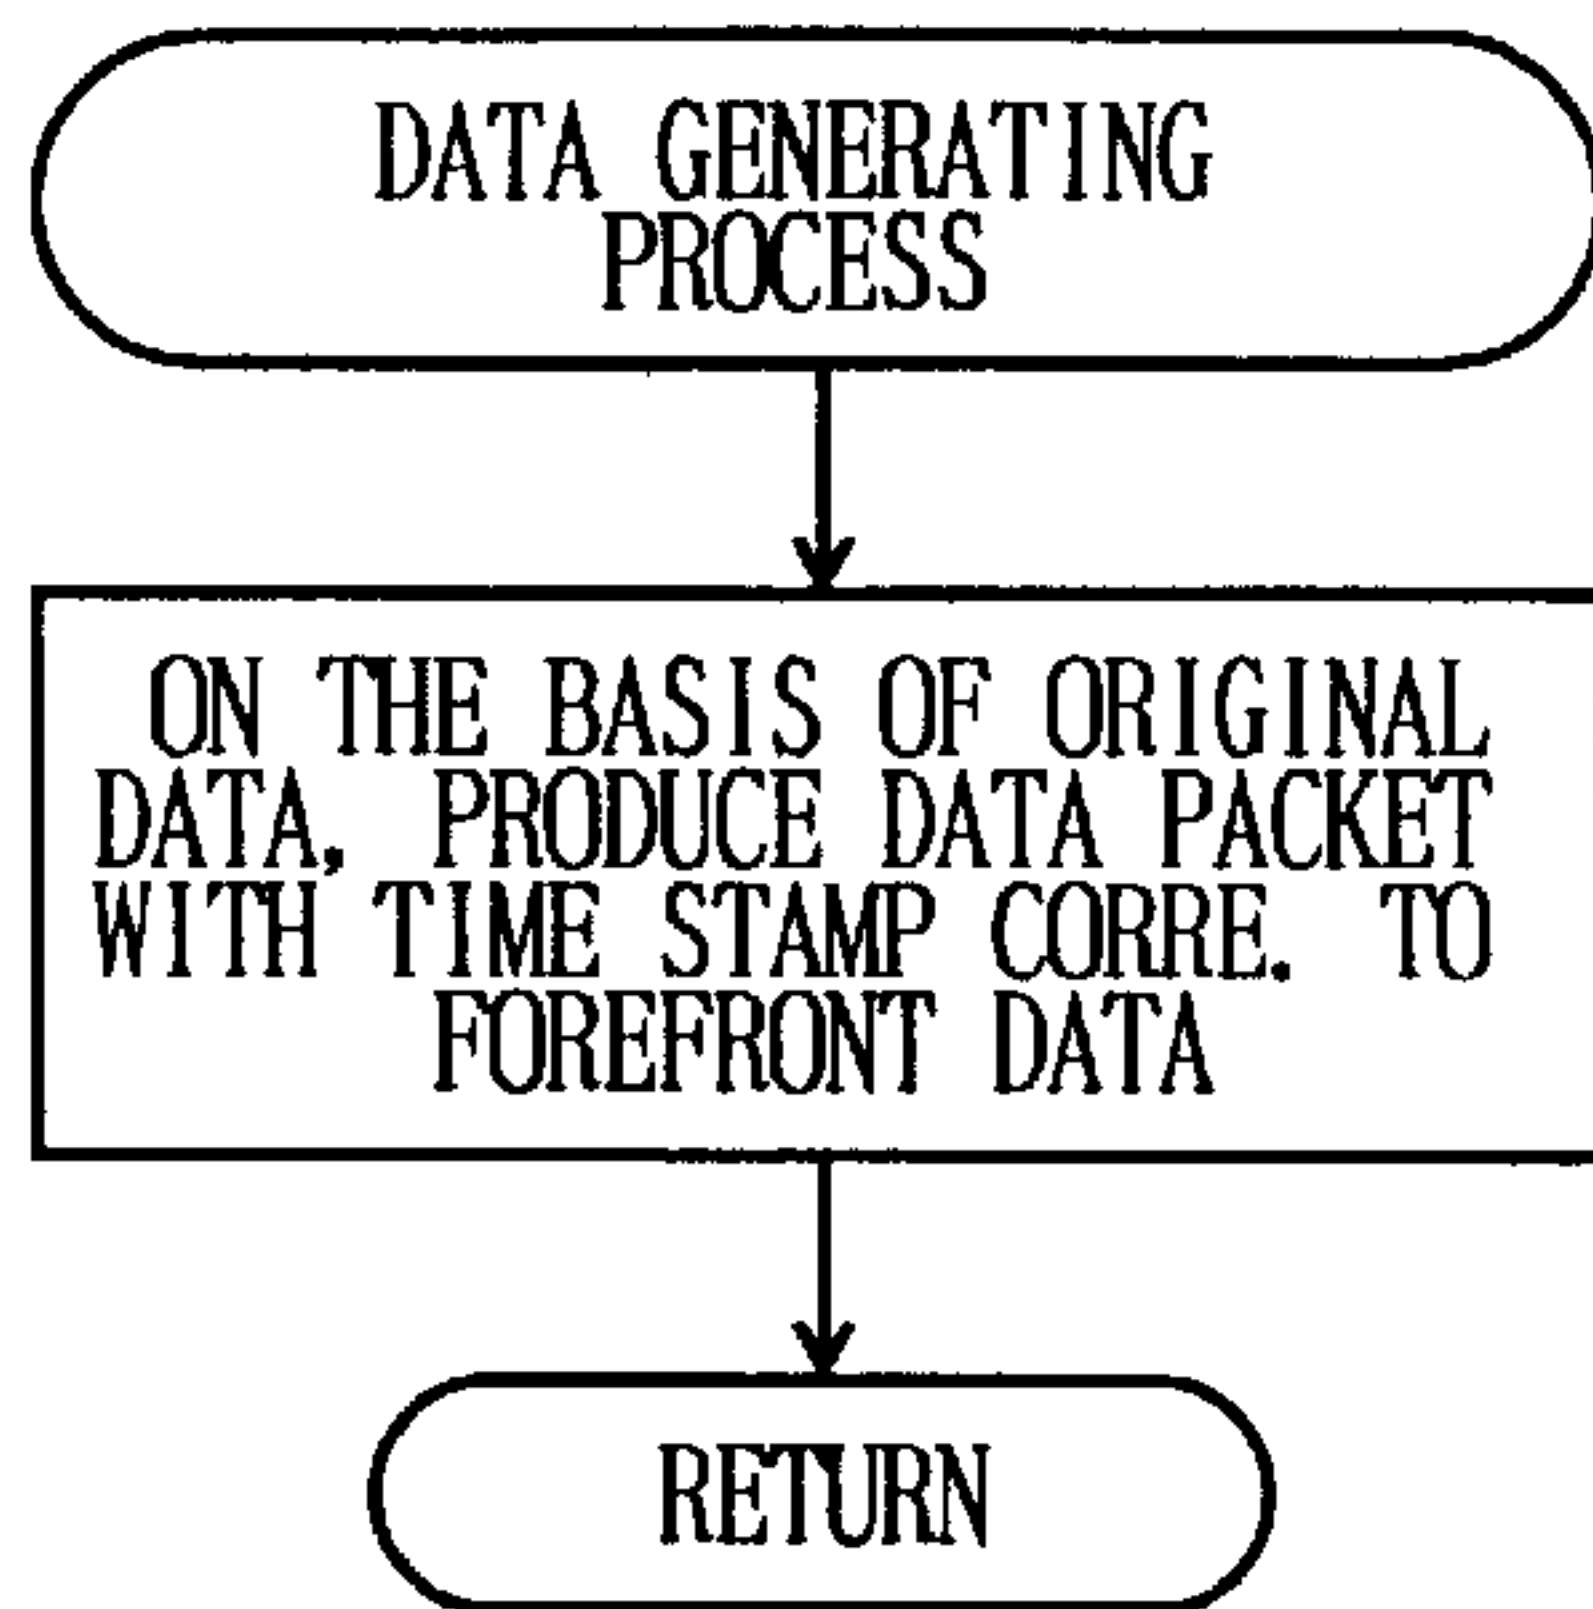 DATA GENERATING
PROCESS
ON THE BASIS OF ORIGINAL
DATA, PRODUCE DATA PACKET
WITH TIME STAMP CORRE. TO
FOREFRONT DATA
RETURN